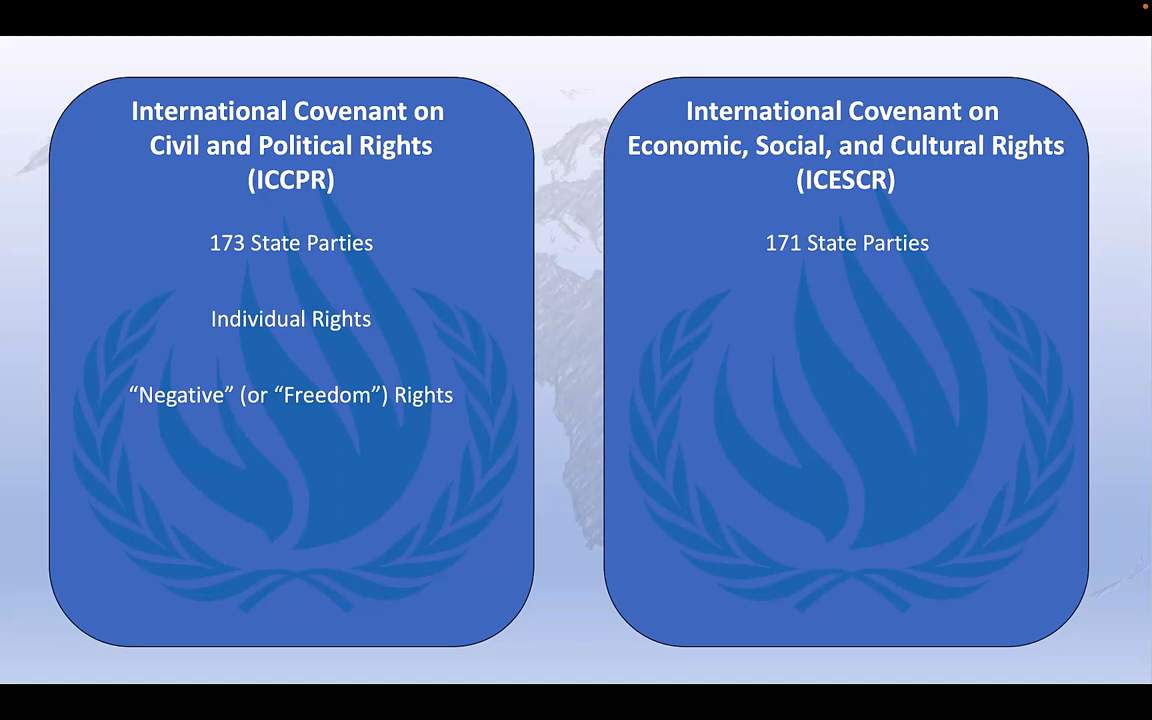 International Covenant on
Civil and Political Rights
(ICCPR)
173 State Parties
Individual Rights
“Negative” (or “Freedom”) Rights
International Covenant on
Economic, Social, and Cultural Rights
(ICESCR)
171 State Parties